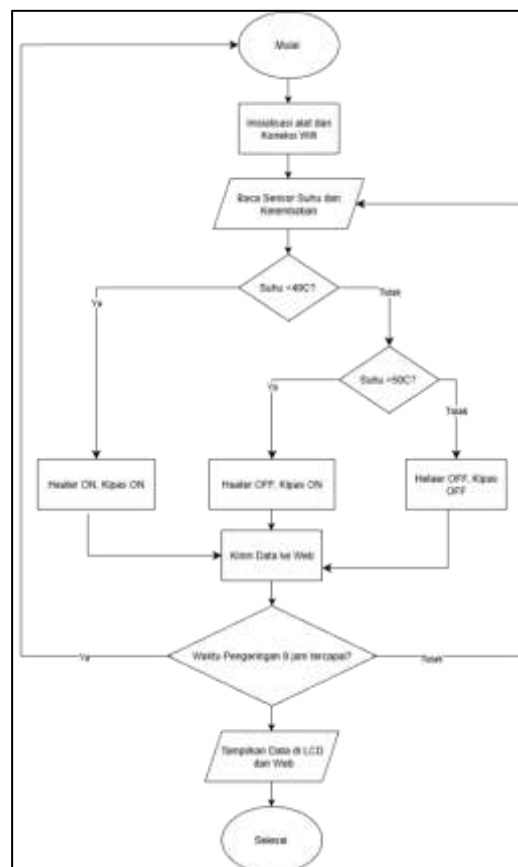 Mulai
Inisialisasi alat dan
Koneksi Wifi
Baca Sensor Suhu dan
Kelembaban
Suhu <40C?
Ya
Tidak
Suhu >50C?
Ya
Tidak
Heater ON, Kipas ON
Heater OFF, Kipas ON
OFF, Kipas
OFF
Kirim Data ke Web
Waktu Pengeringan 8 jam tercapai?
Ya
Tidak
Tampilkan Data di LCD
dan Web
Selesai